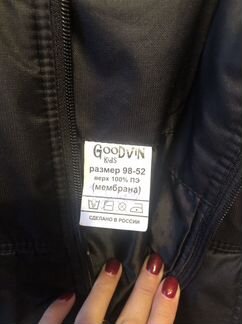 GOODVIN
KidS
размер 98-52
верх 100% ПЭ
(мембрана)
СДЕЛАНО В РОССИИ